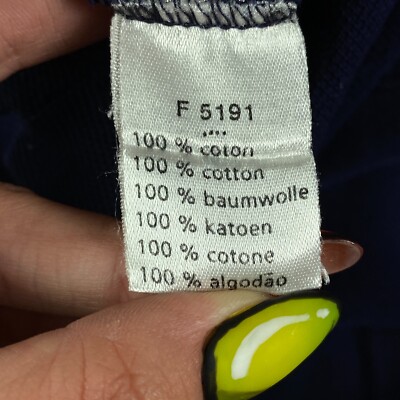 F 5191
100 % coton
100 % cotton
100 % baumwolle
100 % katoen
100 % cotone
100 % algodão